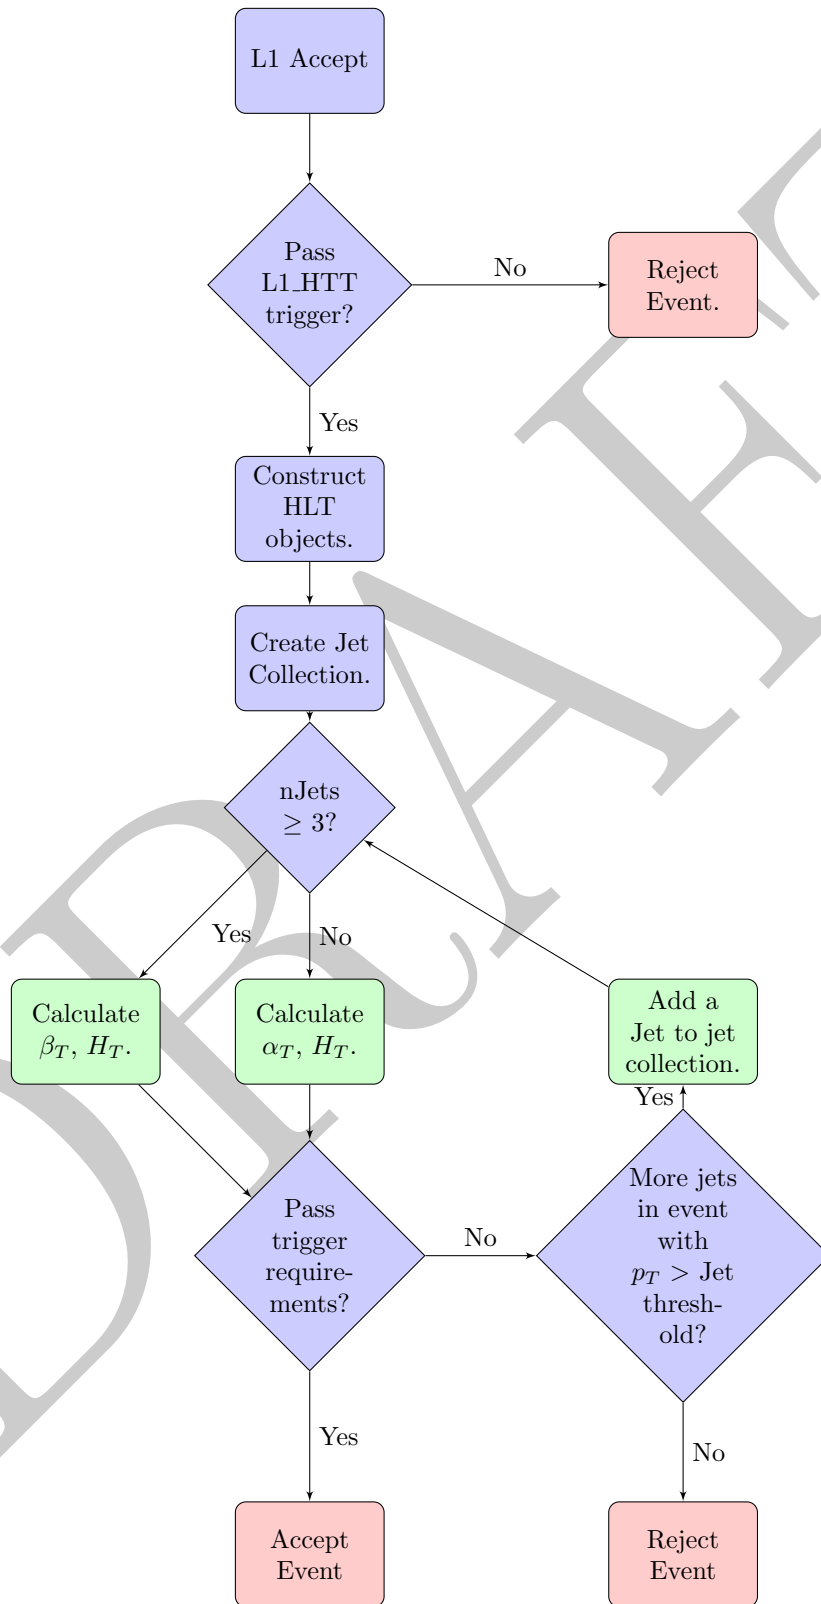 L1 Accept
Pass
L1_HTT
trigger?
No
Reject
Event.
Yes
Construct
HLT
objects.
Create Jet
Collection.
nJets
≥ 3?
Yes
No
Calculate
β_T, H_T.
Calculate
α_T, H_T.
Add a
Jet to jet
collection.
Yes
Pass
trigger
require-
ments?
No
More jets
in event
with
p_T > Jet
thresh-
old?
Yes
No
Accept
Event
Reject
Event
DRAFT